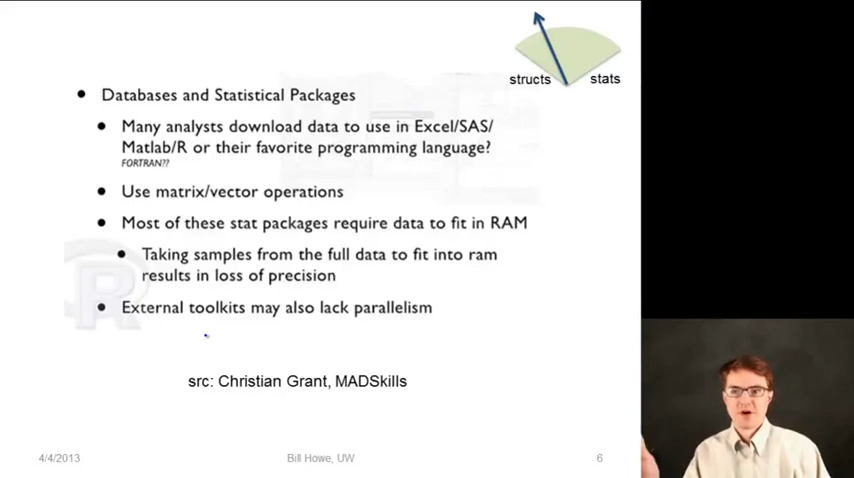 structs stats
Databases and Statistical Packages
Many analysts download data to use in Excel/SAS/
Matlab/R or their favorite programming language?
FORTRAN??
Use matrix/vector operations
Most of these stat packages require data to fit in RAM
Taking samples from the full data to fit into ram
results in loss of precision
External toolkits may also lack parallelism
R
src: Christian Grant, MADSkills
4/4/2013 Bill Howe, UW 6